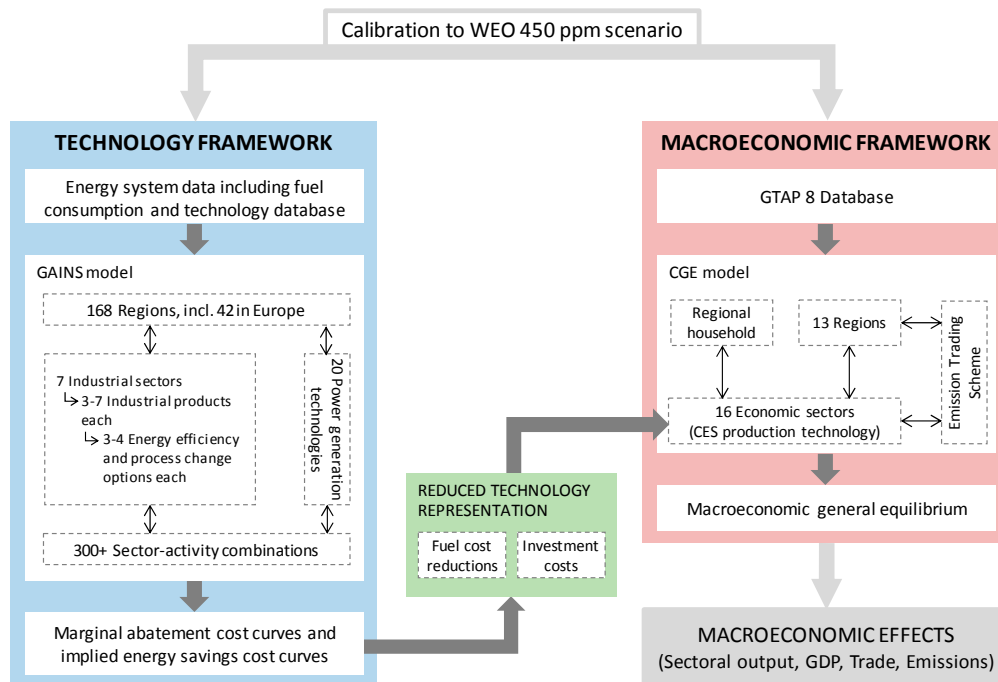 Calibration to WEO 450 ppm scenario
TECHNOLOGY FRAMEWORK
Energy system data including fuel
consumption and technology database
GAINS model
168 Regions, incl. 42 in Europe
7 Industrial sectors
3-7 Industrial products
each
3-4 Energy efficiency
and process change
options each
20 Power generation
technologies
300+ Sector-activity combinations
Marginal abatement cost curves and
implied energy savings cost curves
REDUCED TECHNOLOGY
REPRESENTATION
Fuel cost
reductions
Investment
costs
MACROECONOMIC FRAMEWORK
GTAP 8 Database
CGE model
Regional
household
13 Regions
Emission Trading
Scheme
16 Economic sectors
(CES production technology)
Macroeconomic general equilibrium
MACROECONOMIC EFFECTS
(Sectoral output, GDP, Trade, Emissions)